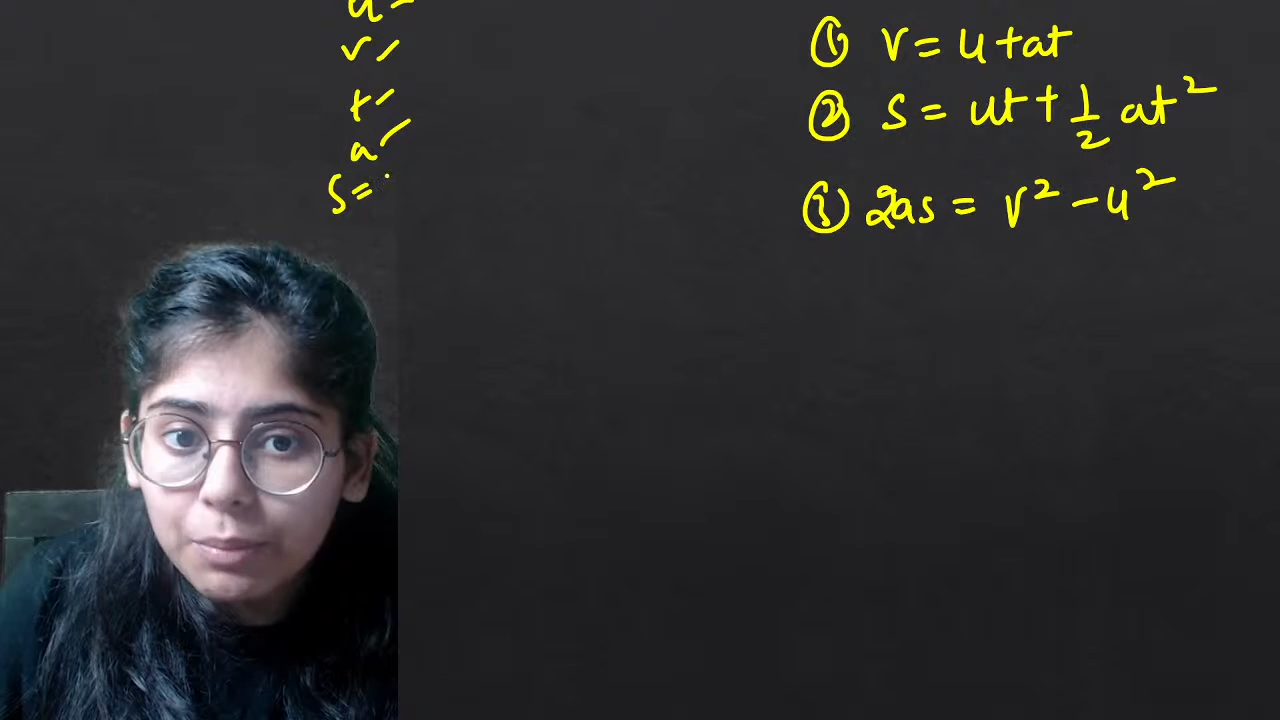 u -
v -
t -
a -
S =
① v = u + at
② s = ut + 1/2 at²
③ 2as = v² - u²